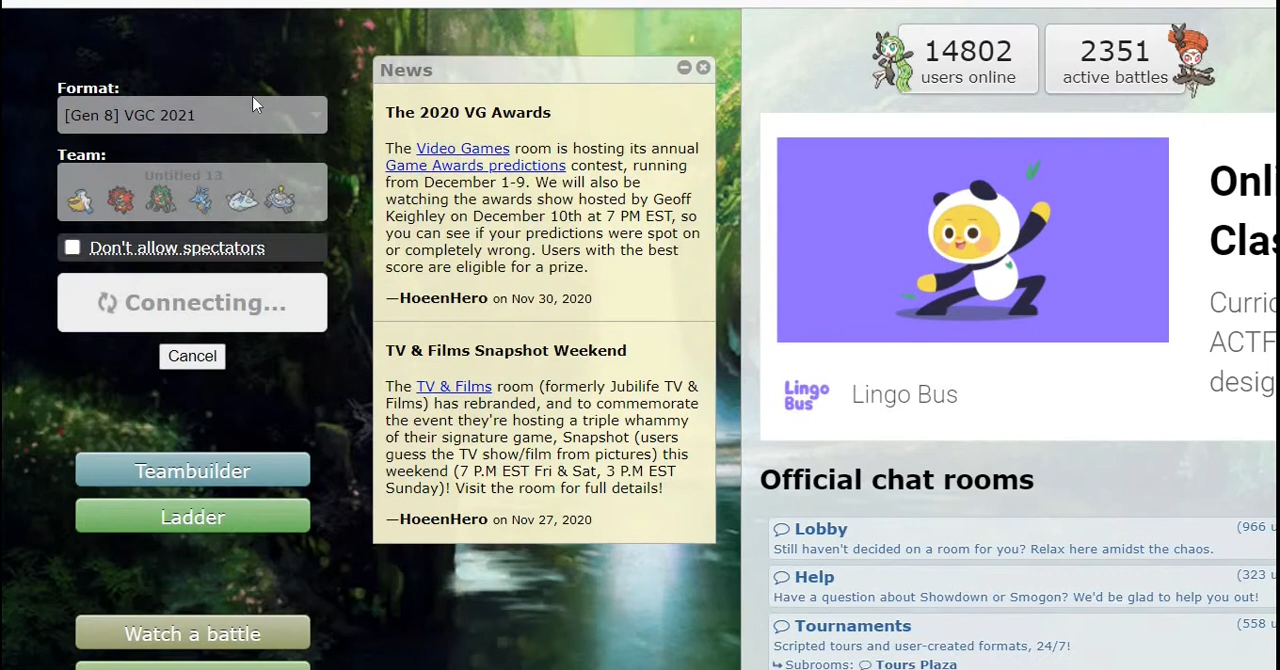 Format:
[Gen 8] VGC 2021
Team:
Untitled 13
Don't allow spectators
Connecting...
Cancel
Teambuilder
Ladder
Watch a battle
News
The 2020 VG Awards
The Video Games room is hosting its annual
Game Awards predictions contest, running
from December 1-9. We will also be
watching the awards show hosted by Geoff
Keighley on December 10th at 7 PM EST, so
you can see if your predictions were spot on
or completely wrong. Users with the best
score are eligible for a prize.
—HoeenHero on Nov 30, 2020
TV & Films Snapshot Weekend
The TV & Films room (formerly Jubilife TV &
Films) has rebranded, and to commemorate
the event they're hosting a triple whammy
of their signature game, Snapshot (users
guess the TV show/film from pictures) this
weekend (7 P.M EST Fri & Sat, 3 P.M EST
Sunday)! Visit the room for full details!
—HoeenHero on Nov 27, 2020
14802
users online
2351
active battles
Lingo
Bus
Lingo Bus
Onli
Clas
Curric
ACTF
desig
Official chat rooms
Lobby (966 u
Still haven't decided on a room for you? Relax here amidst the chaos.
Help (323 u
Have a question about Showdown or Smogon? We'd be glad to help you out!
Tournaments (558 u
Scripted tours and user-created formats, 24/7!
↳ Subrooms: Tours Plaza